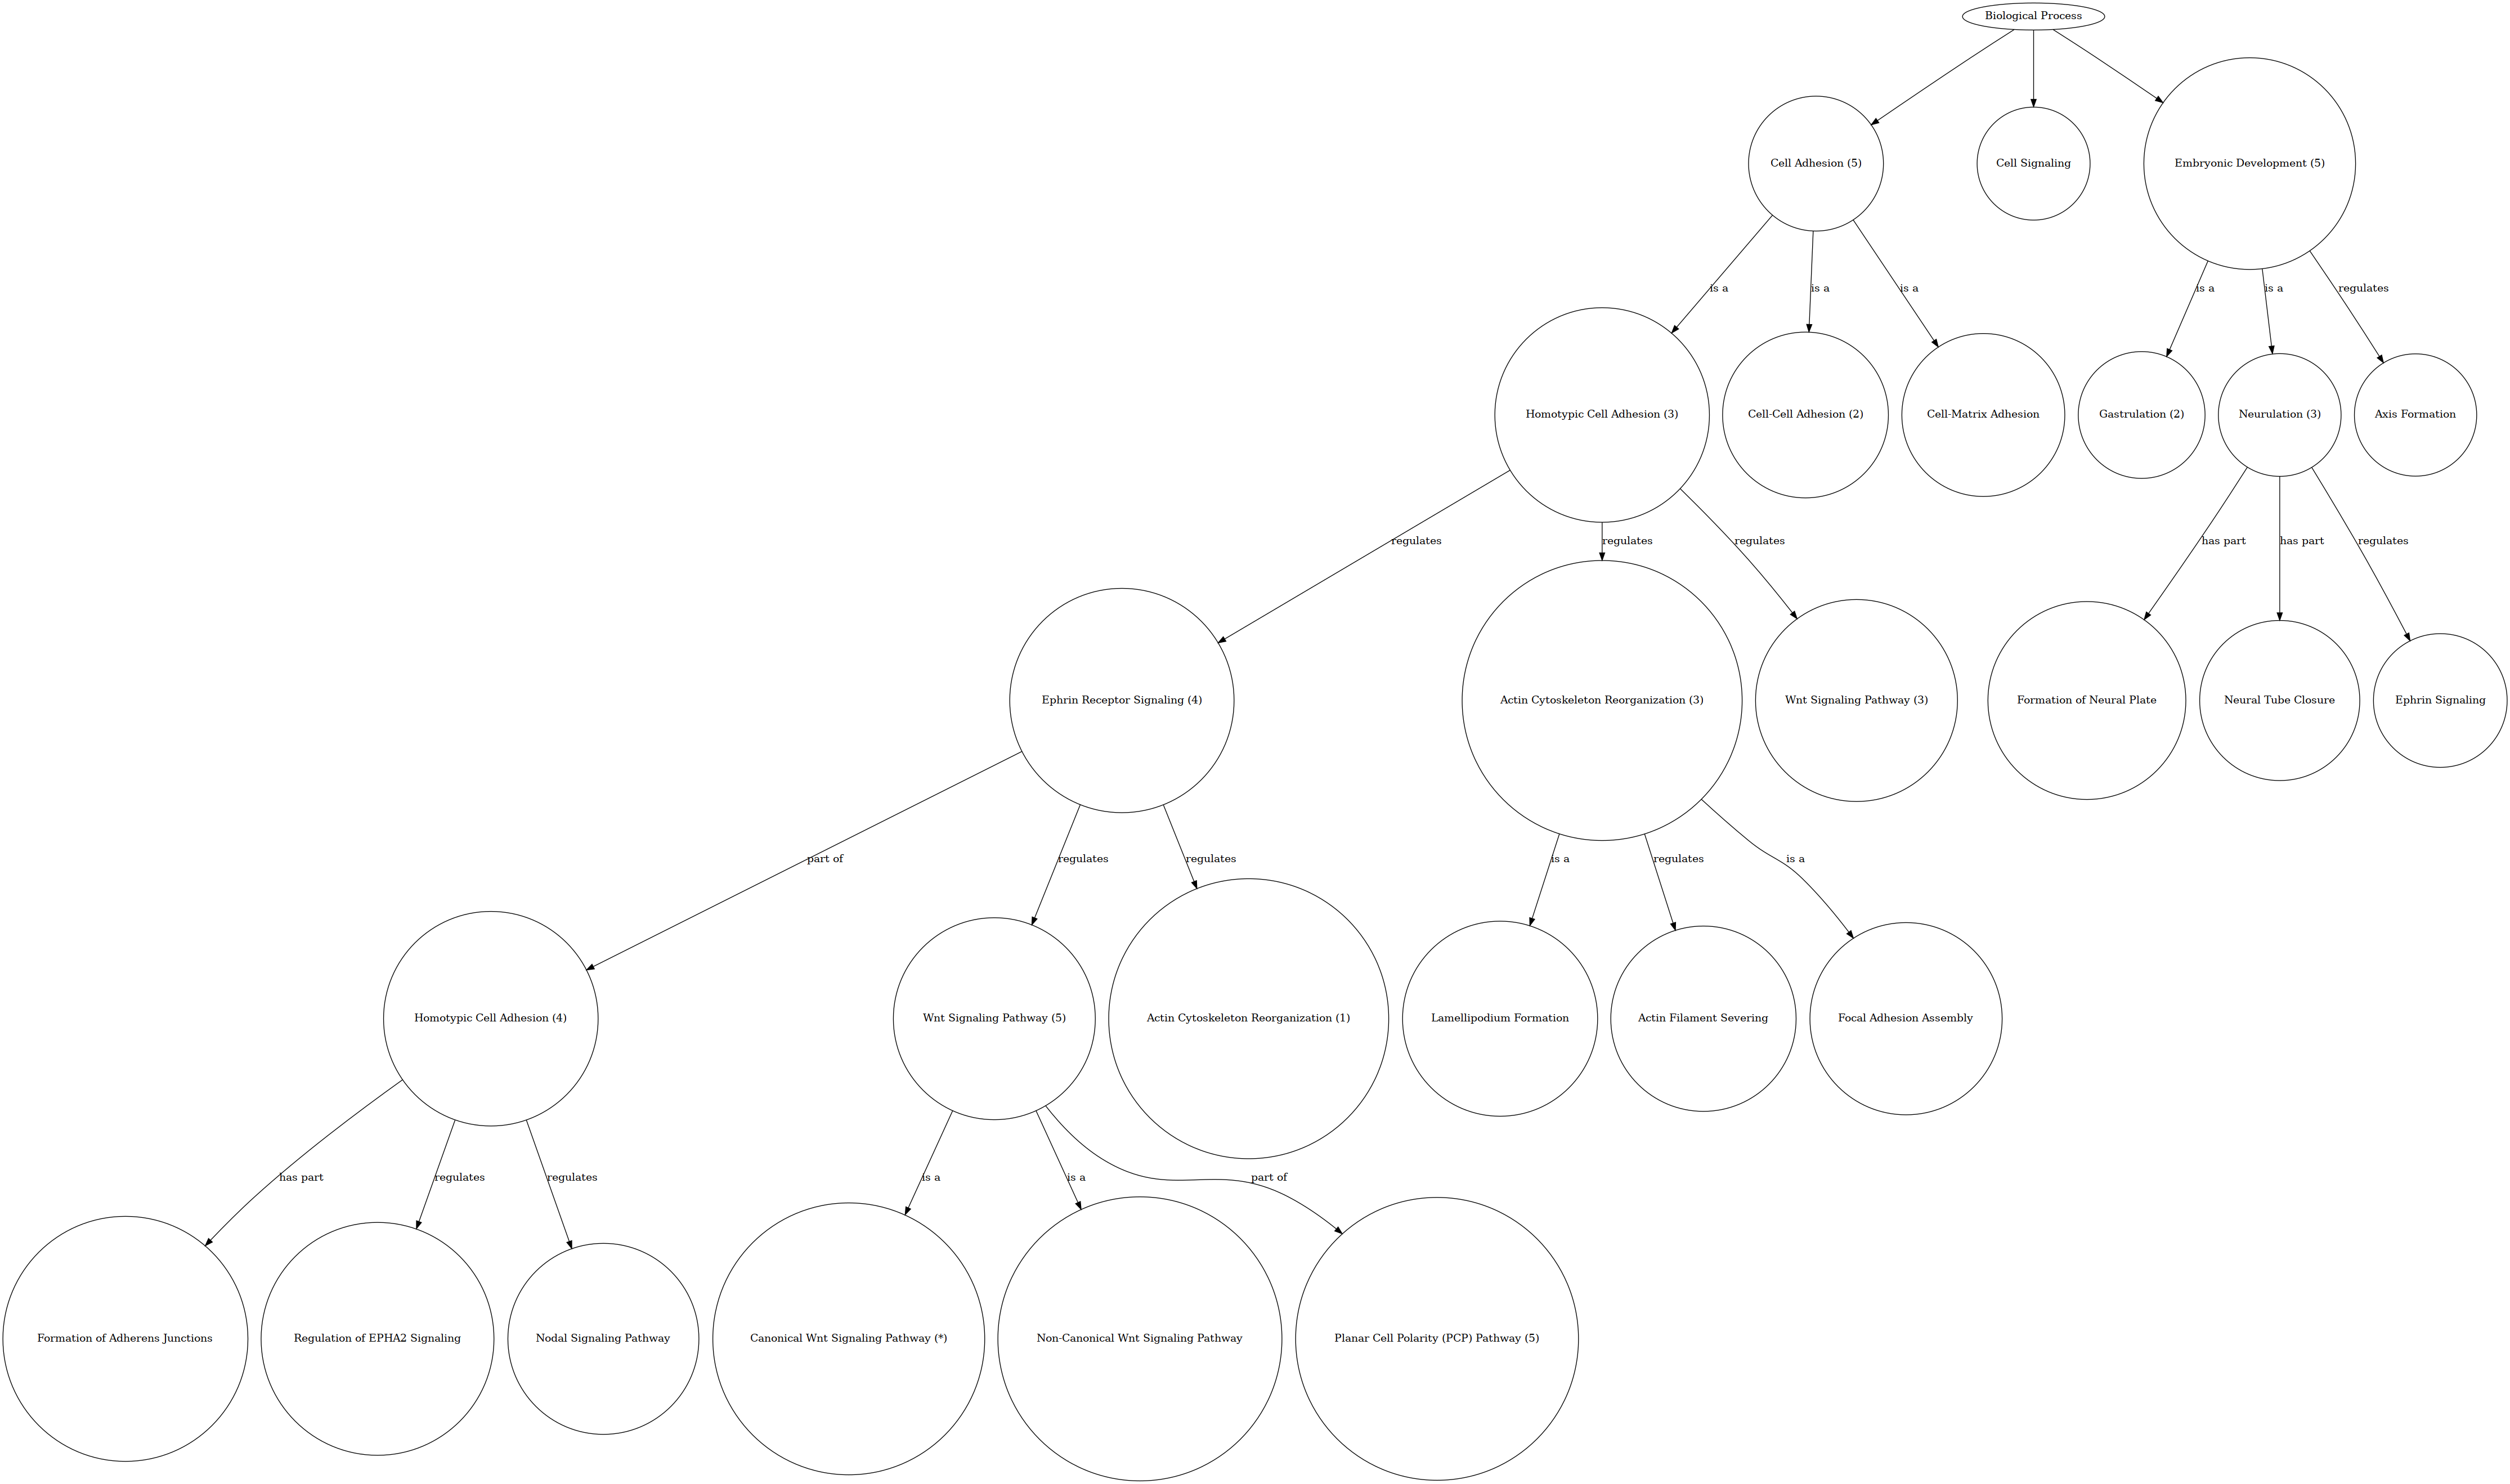 Biological Process
Cell Adhesion (5)
Cell Signaling
Embryonic Development (5)
is a
is a
is a
is a
is a
regulates
Homotypic Cell Adhesion (3)
Cell-Cell Adhesion (2)
Cell-Matrix Adhesion
Gastrulation (2)
Neurulation (3)
Axis Formation
regulates
regulates
regulates
has part
has part
regulates
Ephrin Receptor Signaling (4)
Actin Cytoskeleton Reorganization (3)
Wnt Signaling Pathway (3)
Formation of Neural Plate
Neural Tube Closure
Ephrin Signaling
part of
regulates
regulates
is a
regulates
is a
Homotypic Cell Adhesion (4)
Wnt Signaling Pathway (5)
Actin Cytoskeleton Reorganization (1)
Lamellipodium Formation
Actin Filament Severing
Focal Adhesion Assembly
has part
regulates
regulates
is a
is a
part of
Formation of Adherens Junctions
Regulation of EPHA2 Signaling
Nodal Signaling Pathway
Canonical Wnt Signaling Pathway (*)
Non-Canonical Wnt Signaling Pathway
Planar Cell Polarity (PCP) Pathway (5)